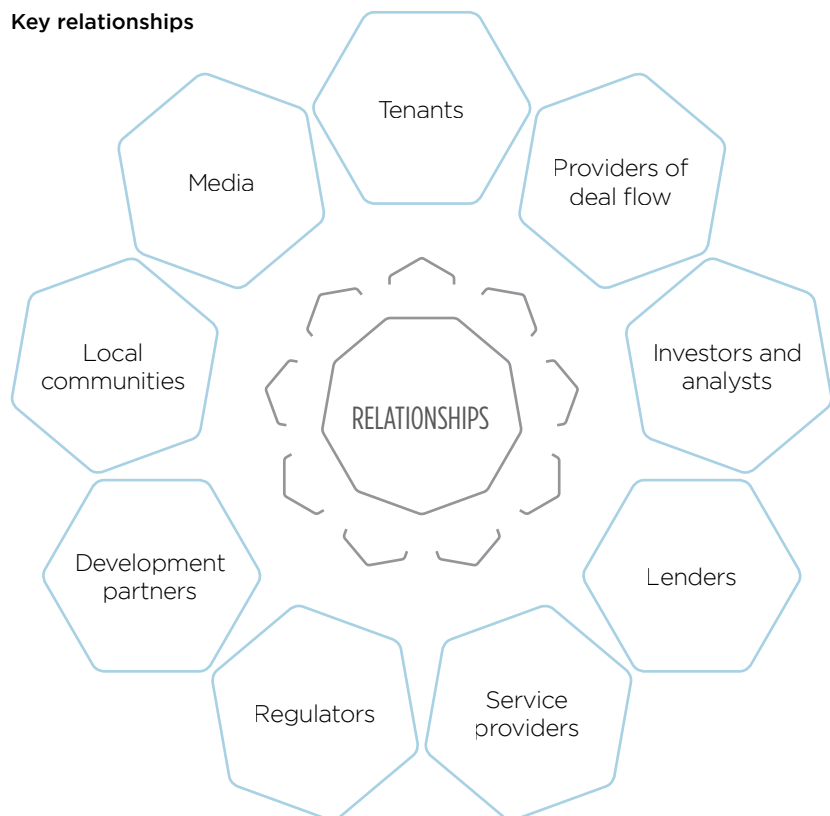 Key relationships
Tenants
Providers of
deal flow
Investors and
analysts
Lenders
Service
providers
Regulators
Development
partners
Local
communities
Media
RELATIONSHIPS